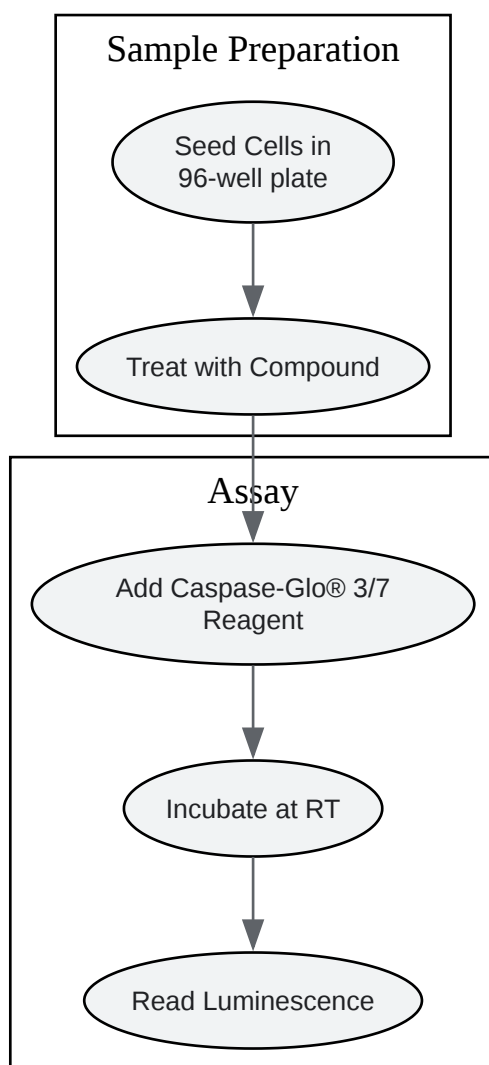 Sample Preparation
Seed Cells in
96-well plate
Treat with Compound
Assay
Add Caspase-Glo® 3/7
Reagent
Incubate at RT
Read Luminescence